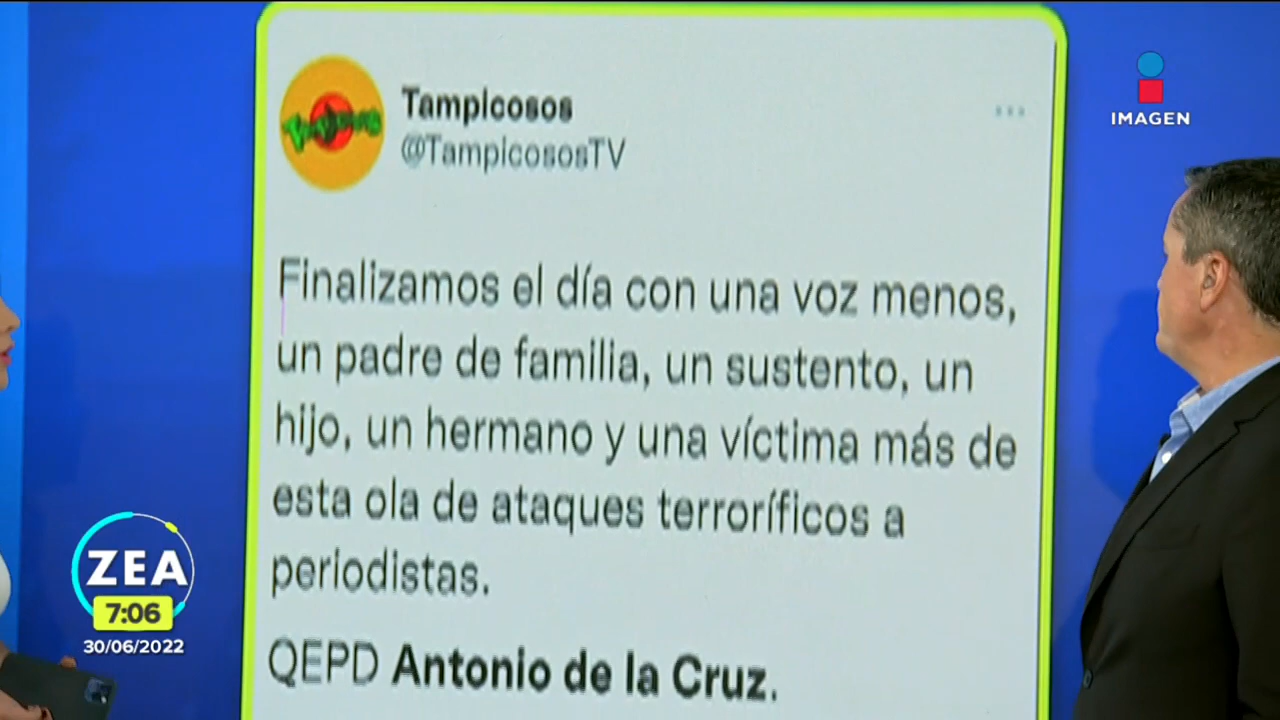 Tampicosos
@TampicososTV
IMAGEN
Finalizamos el día con una voz menos,
un padre de familia, un sustento, un
hijo, un hermano y una víctima más de
esta ola de ataques terroríficos a
periodistas.
QEPD Antonio de la Cruz.
ZEA
7:06
30/06/2022